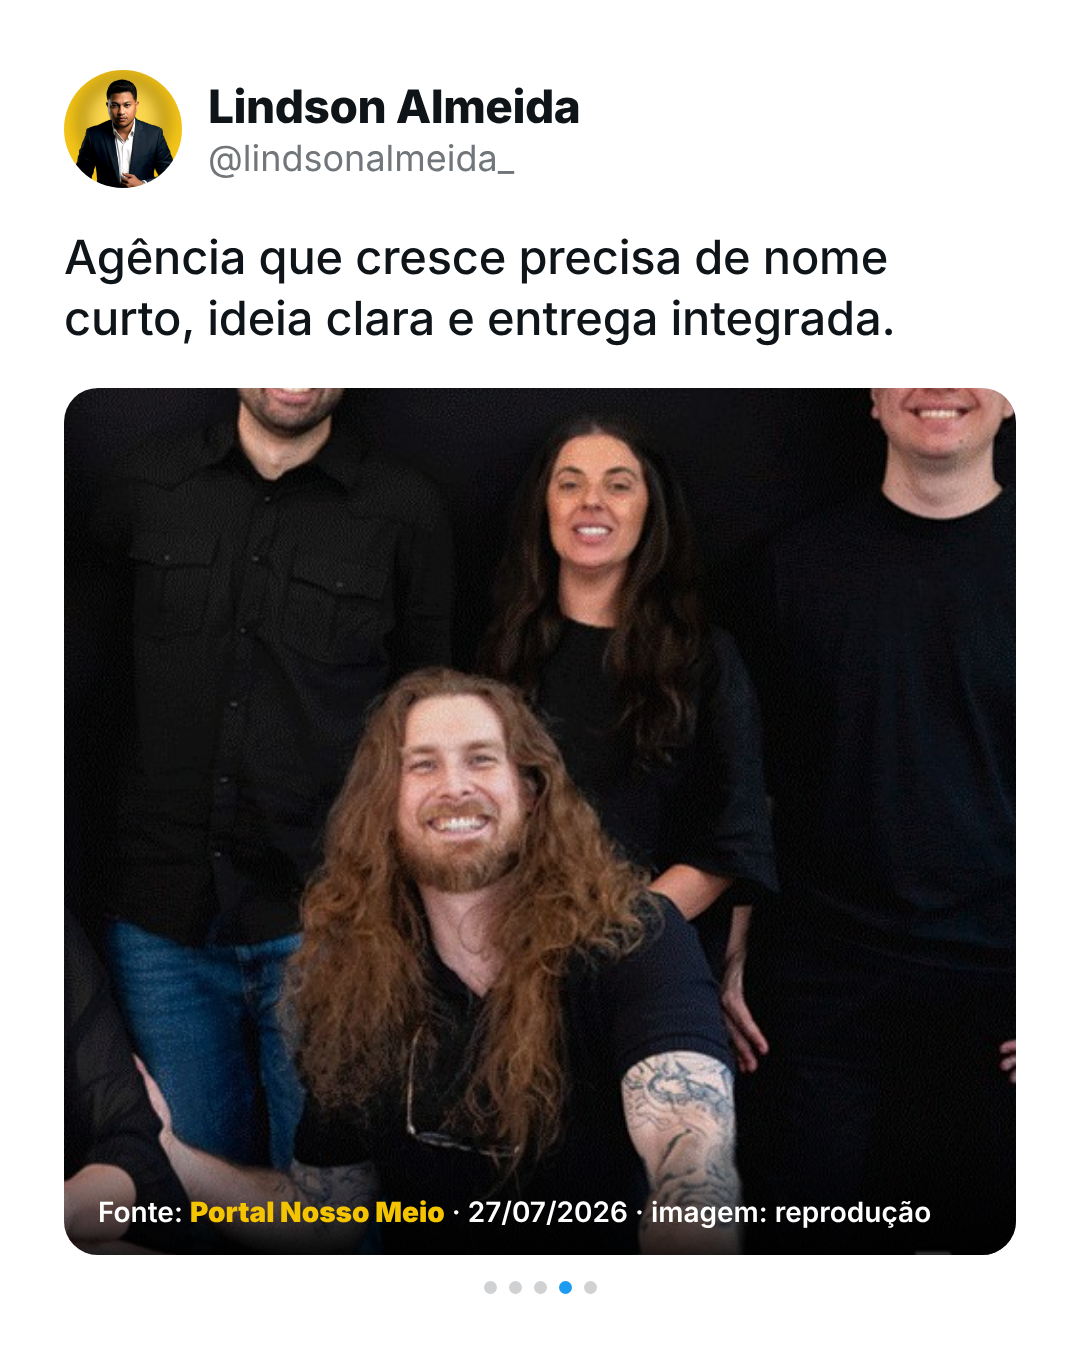 Lindson Almeida
@lindsonalmeida_
Agência que cresce precisa de nome
curto, ideia clara e entrega integrada.
Fonte: Portal Nosso Meio · 27/07/2026 · imagem: reprodução